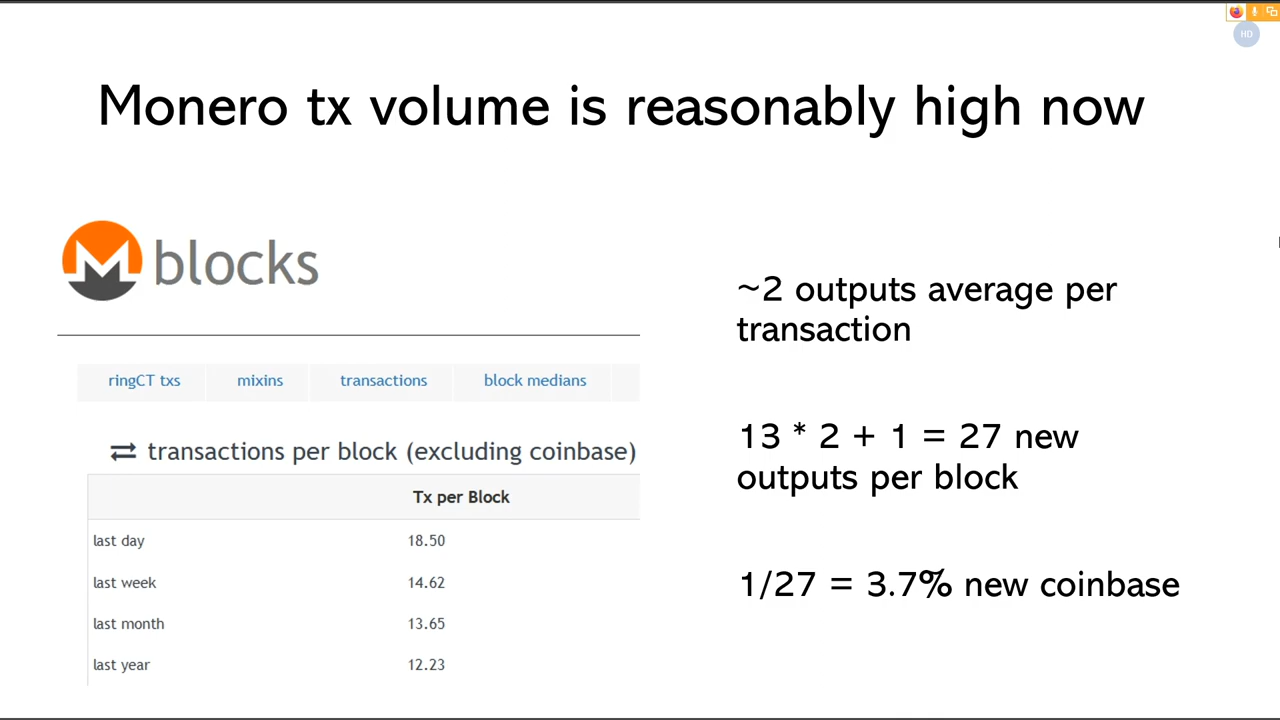 HD
Monero tx volume is reasonably high now
blocks
ringCT txs mixins transactions block medians
transactions per block (excluding coinbase)
Tx per Block
last day 18.50
last week 14.62
last month 13.65
last year 12.23
~2 outputs average per
transaction
13 * 2 + 1 = 27 new
outputs per block
1/27 = 3.7% new coinbase